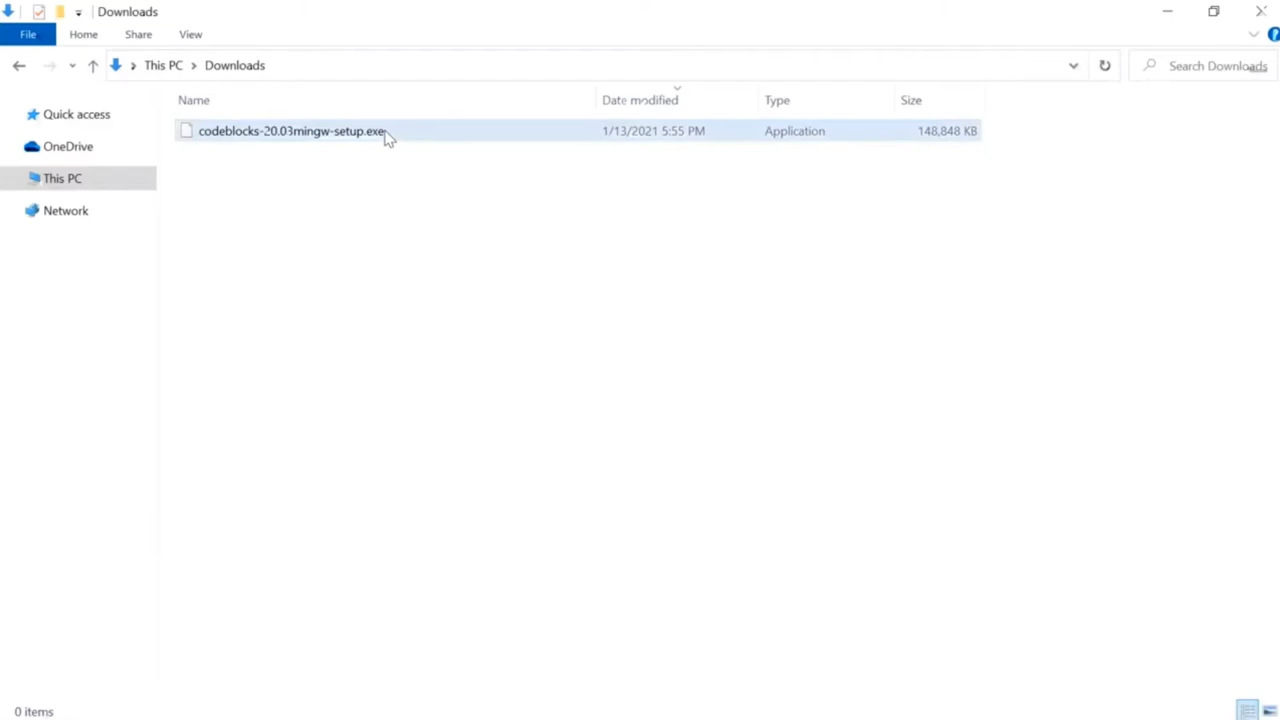 Downloads
File Home Share View
This PC Downloads
Search Downloads
Name Date modified Type Size
Quick access
codeblocks-20.03mingw-setup.exe 1/13/2021 5:55 PM Application 148,848 KB
OneDrive
This PC
Network
0 items